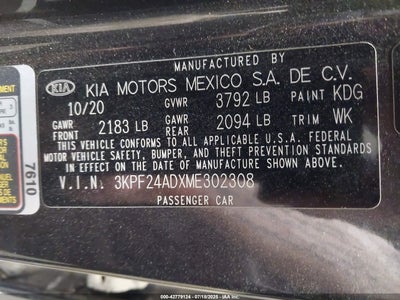 MANUFACTURED BY
KIA KIA MOTORS MEXICO S.A. DE C.V.
10/20 GVWR 3792 LB PAINT KDG
GAWR FRONT 2183 LB GAWR REAR 2094 LB TRIM WK
THIS VEHICLE CONFORMS TO ALL APPLICABLE U.S.A. FEDERAL
MOTOR VEHICLE SAFETY, BUMPER, AND THEFT PREVENTION STANDARDS
IN EFFECT ON THE DATE OF MANUFACTURE SHOWN ABOVE.
V.I.N. 3KPF24ADXME302308
PASSENGER CAR
7610
000-42779124 - 07/18/2025 - US